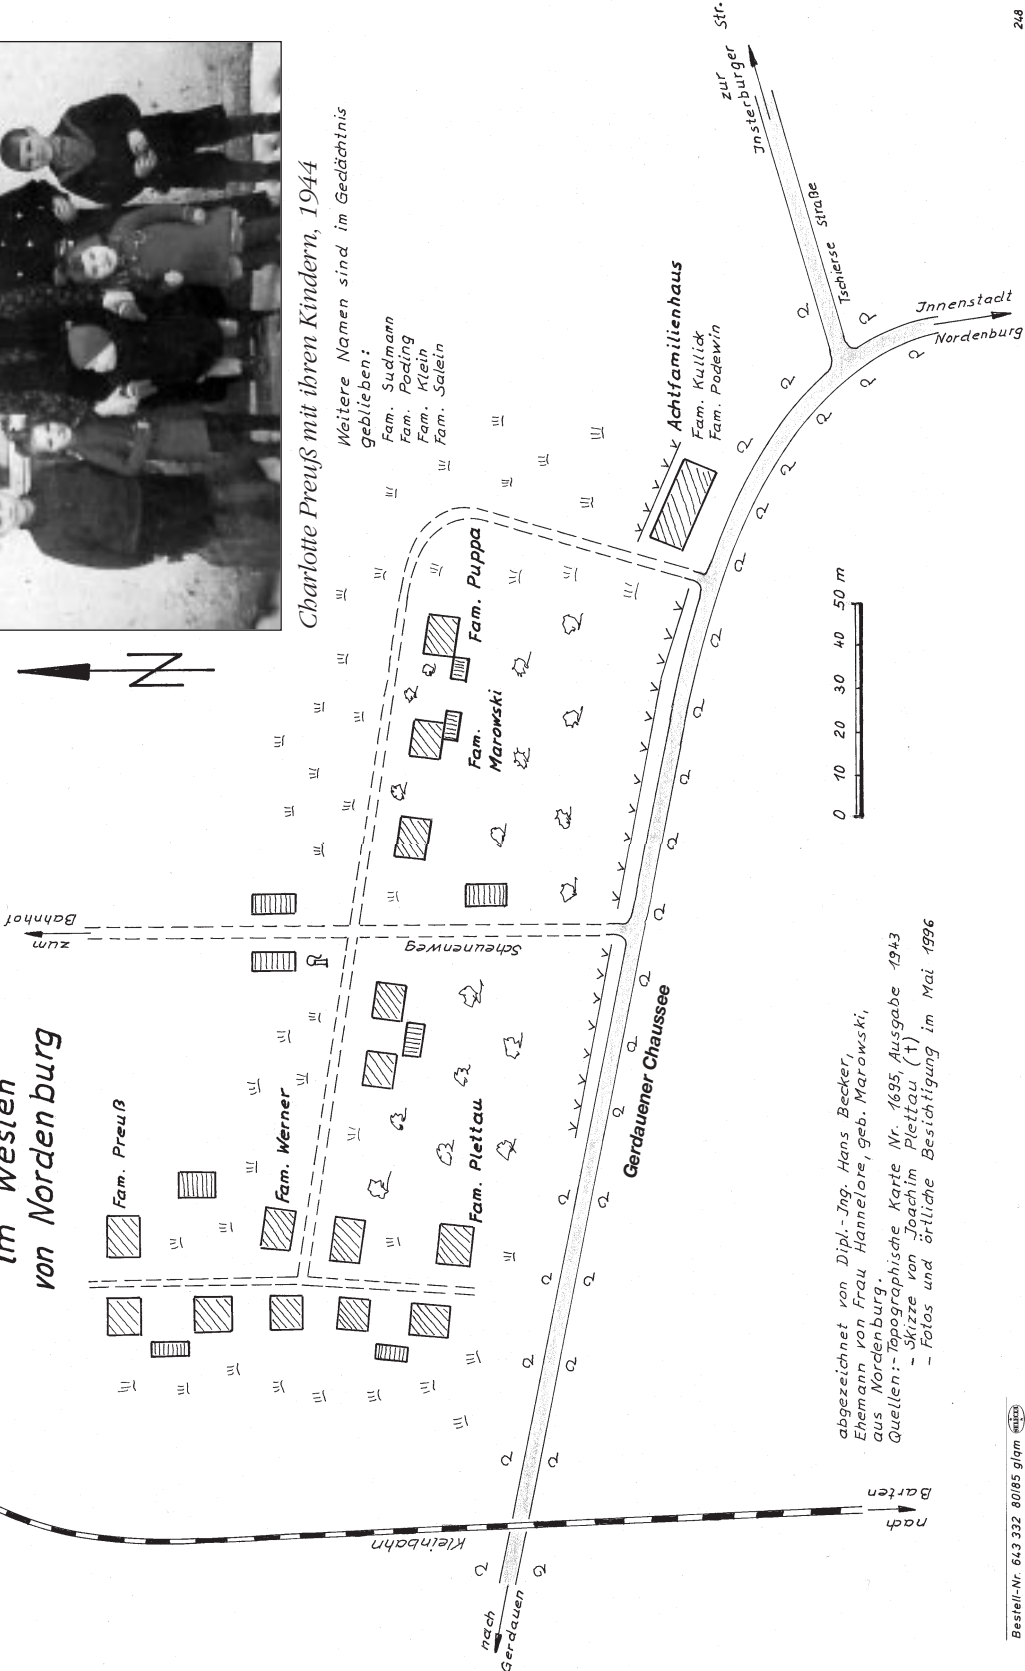 im Westen
von Nordenburg
Charlotte Preuß mit ihren Kindern, 1944
Weitere Namen sind im Gedächtnis
geblieben:
Fam. Sudmann
Fam. Poding
Fam. Klein
Fam. Salein
N
zum
Bahnhof
Fam. Preuß
Fam. Werner
Fam. Plettau
Scheunenweg
Fam.
Marowski
Fam. Puppa
Achtfamilienhaus
Fam. Kullick
Fam. Podewin
zur
Insterburger Str.
Tschierse Straße
Innenstadt
Nordenburg
Gerdauener Chaussee
Kleinbahn
nach
Gerdauen
nach
Barten
0 10 20 30 40 50 m
abgezeichnet von Dipl.-Ing. Hans Becker,
Ehemann von Frau Hannelore, geb. Marowski,
aus Nordenburg.
Quellen:- Topographische Karte Nr. 1695, Ausgabe 1943
- Skizze von Joachim Plettau (†)
- Fotos und örtliche Besichtigung im Mai 1996
Bestell-Nr. 643 332 80/85 g/qm
248